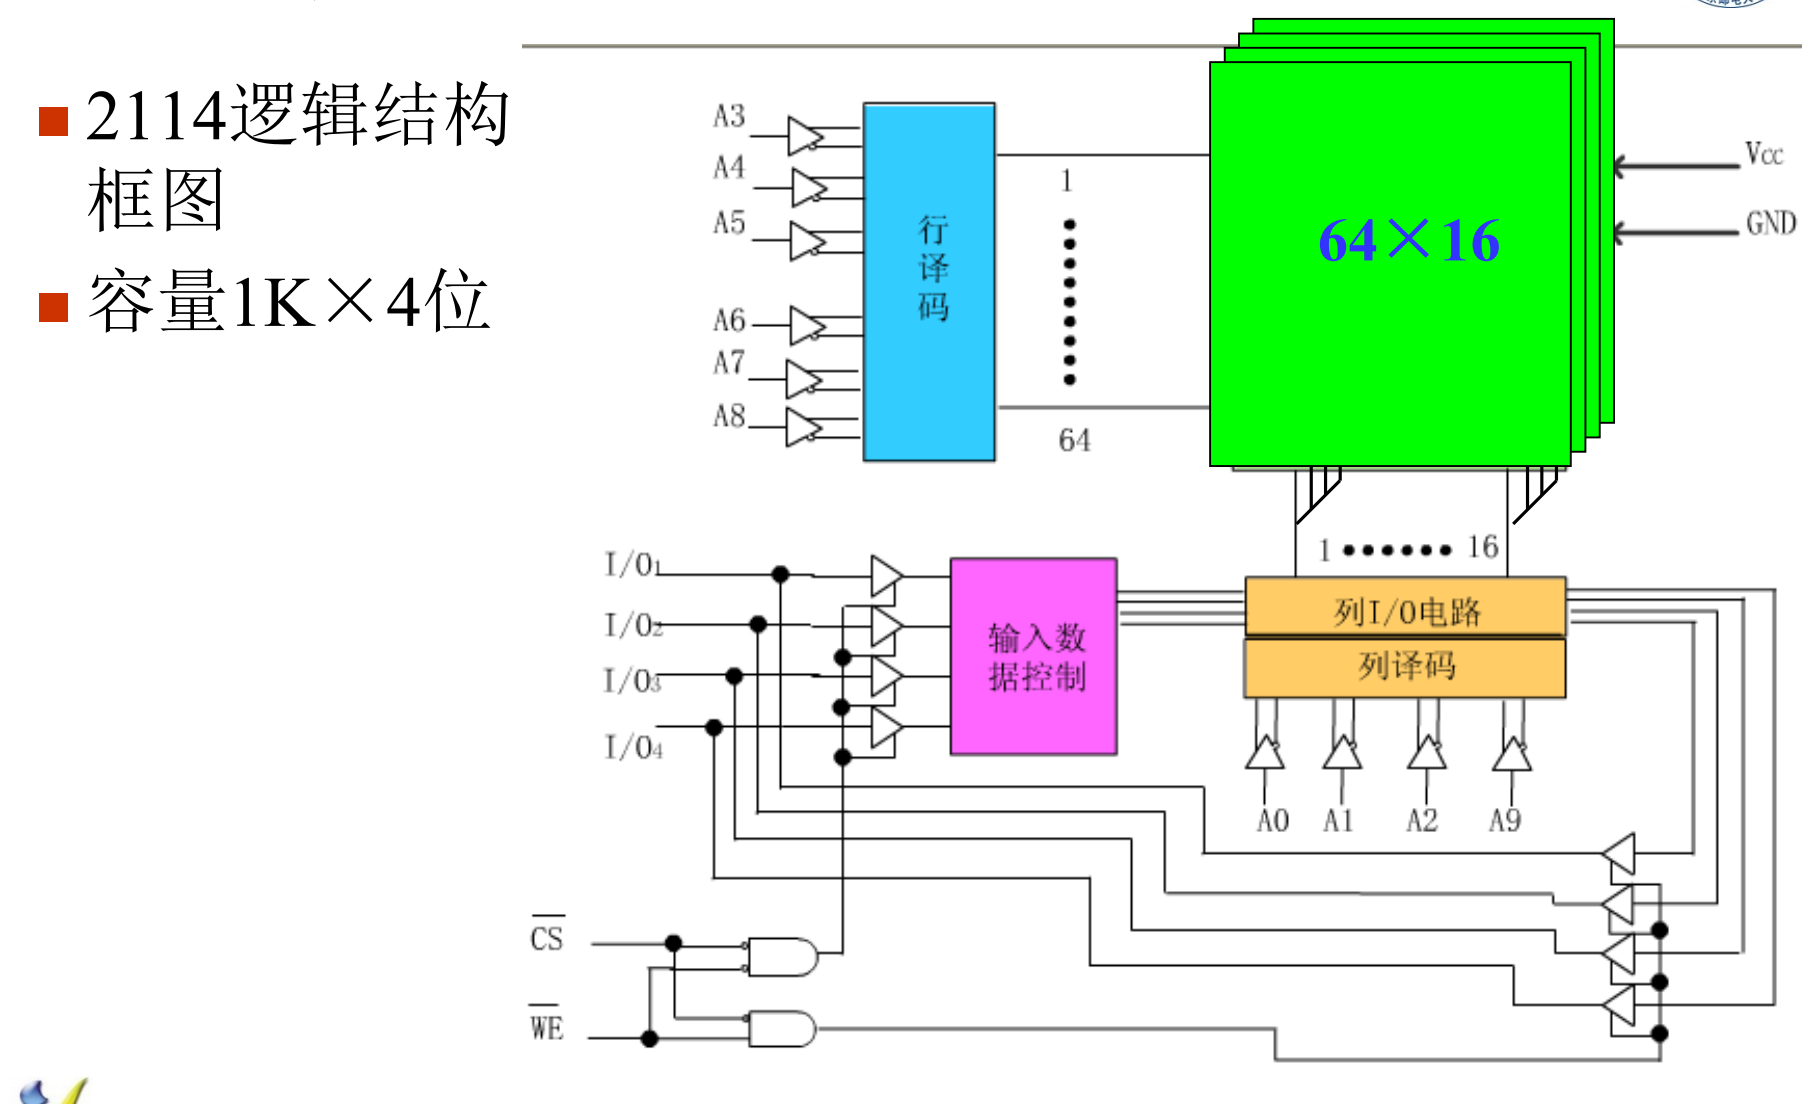 2114逻辑结构
框图
容量1K×4位
A3
A4
A5
A6
A7
A8
行
译
码
1
64
64×16
Vcc
GND
1
16
I/O1
I/O2
I/O3
I/O4
输入数
据控制
列I/O电路
列译码
A0 A1 A2 A9
CS
WE